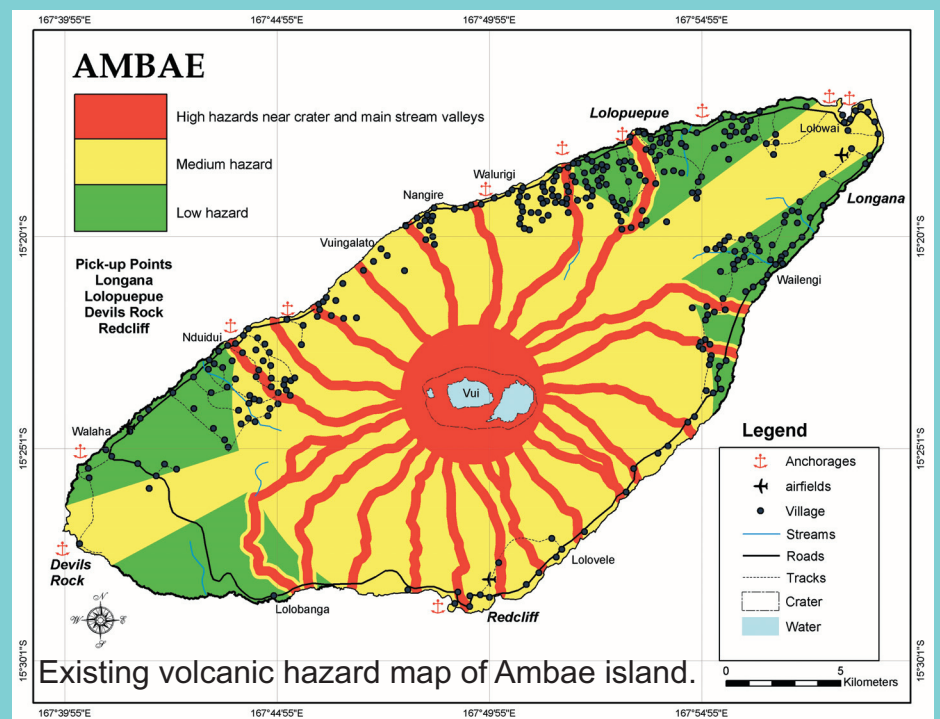 167°39'55"E 167°44'55"E 167°49'55"E 167°54'55"E
AMBAE
High hazards near crater and main stream valleys
Medium hazard
Low hazard
Pick-up Points
Longana
Lolopuepue
Devils Rock
Redcliff
Lolopuepue
Lolowai
Longana
Walurigi
Nangire
Vuingalato
Wailengi
Nduidui
Vui
Walaha
Devils
Rock
Lolobanga
Lolovele
Redcliff
15°20'1"S 15°20'1"S
15°25'1"S 15°25'1"S
15°30'1"S 15°30'1"S
Legend
Anchorages
airfields
Village
Streams
Roads
Tracks
Crater
Water
N
W E
S
0 5
Kilometers
Existing volcanic hazard map of Ambae island.
167°39'55"E 167°44'55"E 167°49'55"E 167°54'55"E